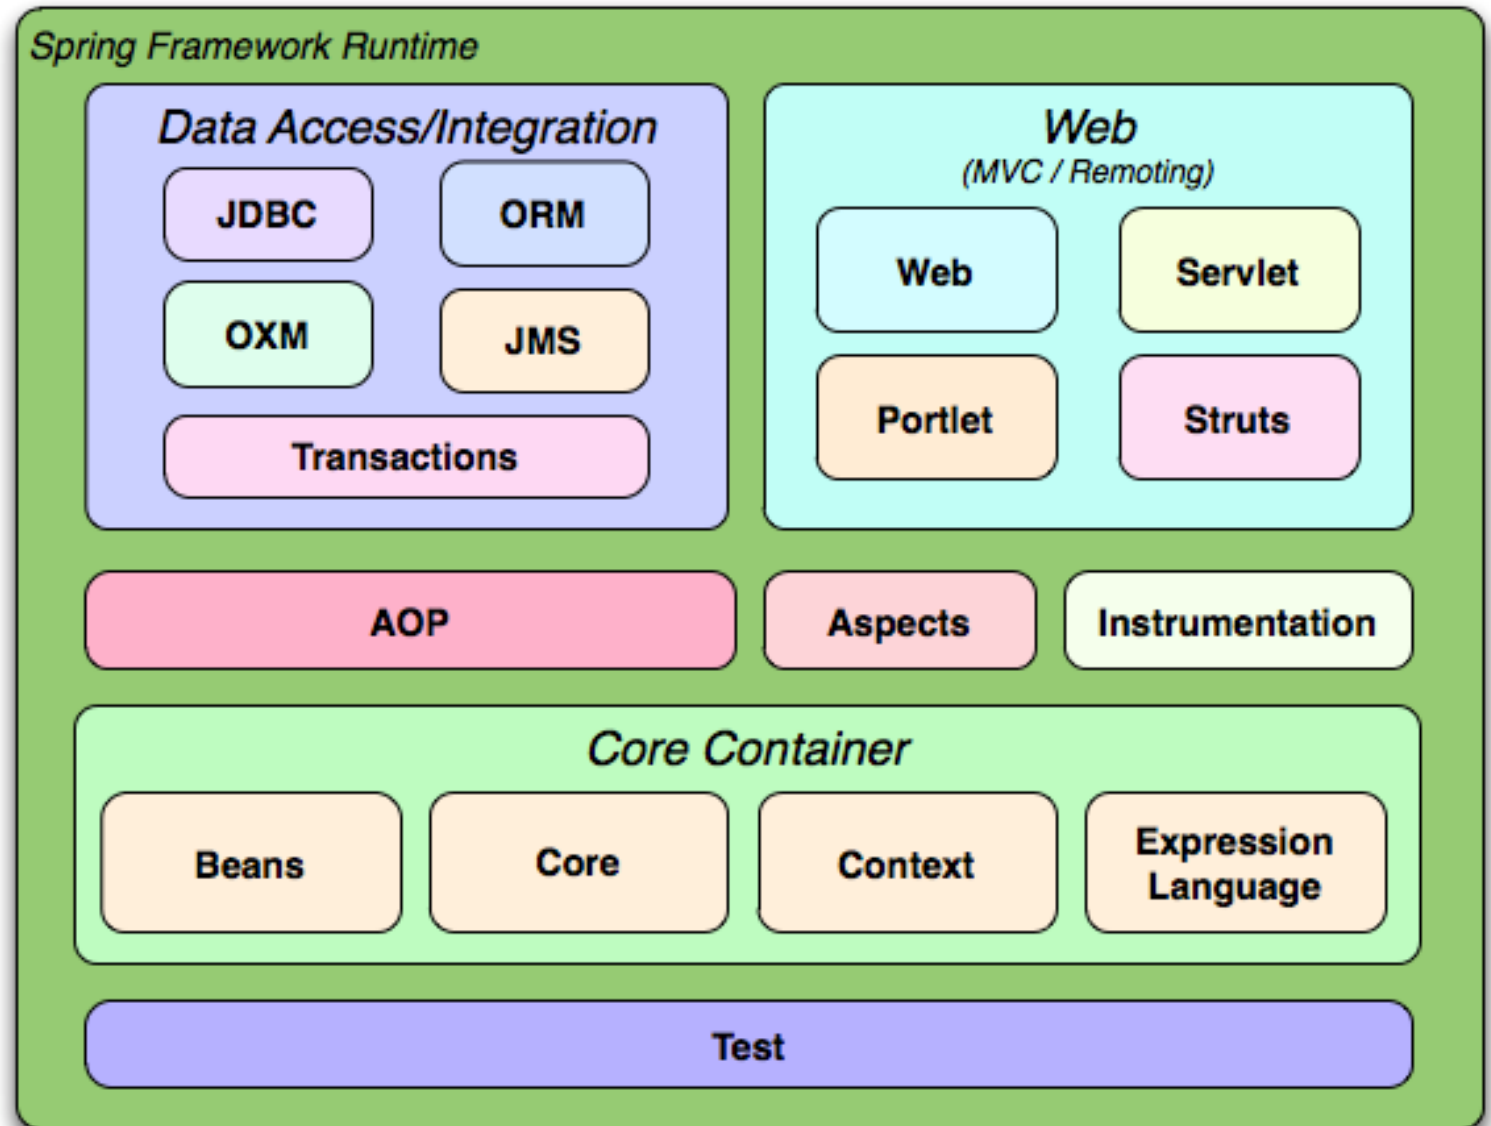 Spring Framework Runtime
Data Access/Integration
JDBC
ORM
OXM
JMS
Transactions
Web
(MVC / Remoting)
Web
Servlet
Portlet
Struts
AOP
Aspects
Instrumentation
Core Container
Beans
Core
Context
Expression
Language
Test